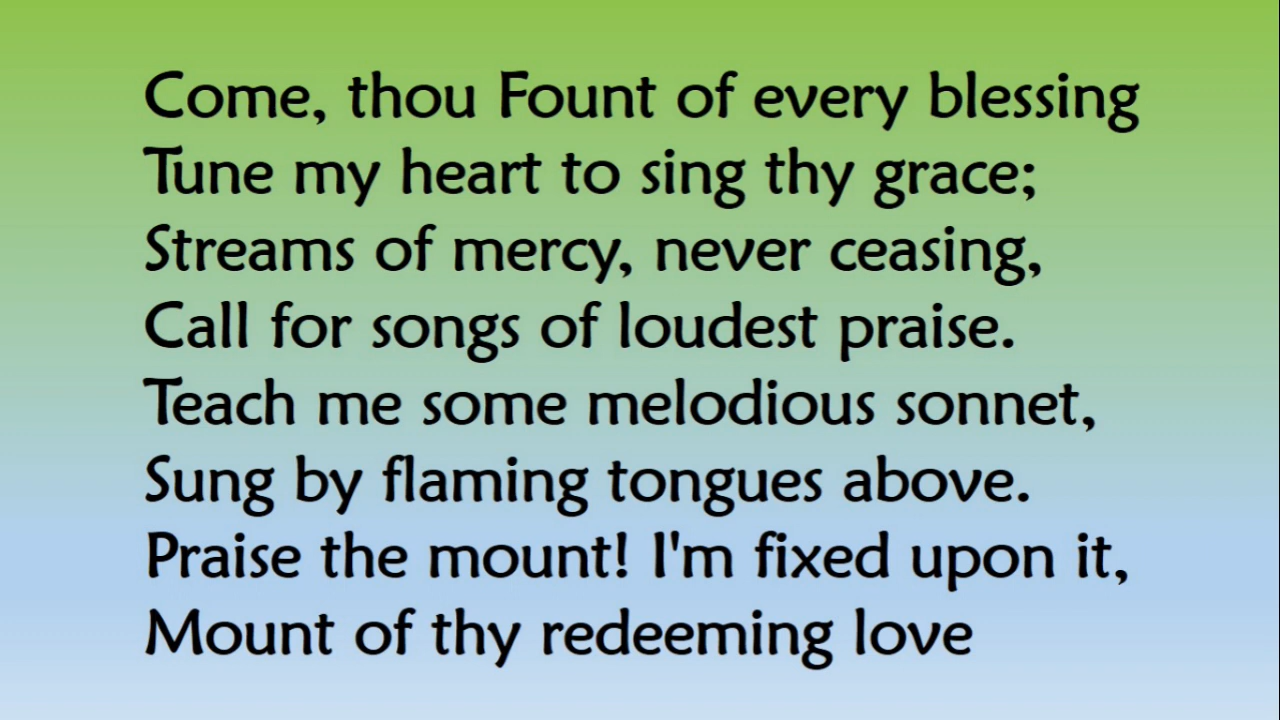 Come, thou Fount of every blessing
Tune my heart to sing thy grace;
Streams of mercy, never ceasing,
Call for songs of loudest praise.
Teach me some melodious sonnet,
Sung by flaming tongues above.
Praise the mount! I'm fixed upon it,
Mount of thy redeeming love